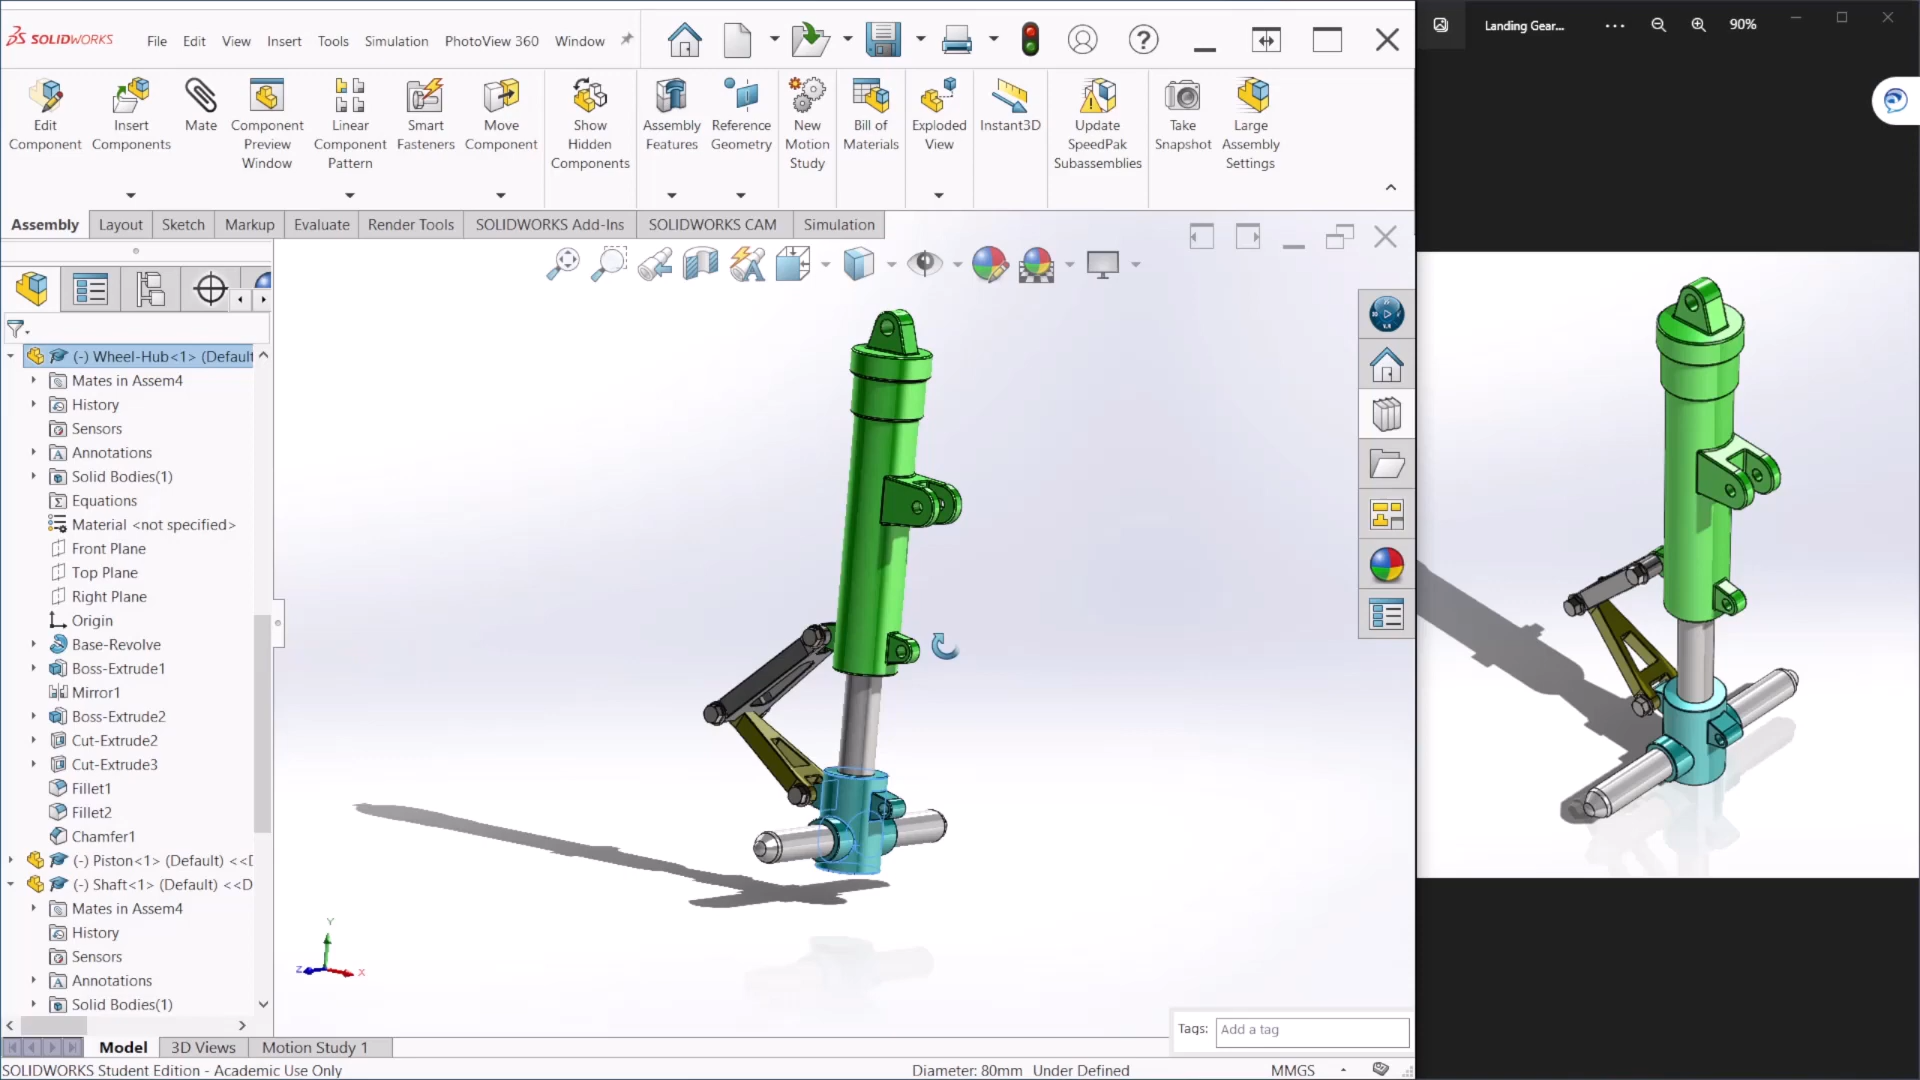 SOLIDWORKS File Edit View Insert Tools Simulation PhotoView 360 Window
Landing Gear... 90%
Edit Component
Insert Components
Mate
Component Preview Window
Linear Component Pattern
Smart Fasteners
Move Component
Show Hidden Components
Assembly Features
Reference Geometry
New Motion Study
Bill of Materials
Exploded View
Instant3D
Update SpeedPak Subassemblies
Take Snapshot
Large Assembly Settings
Assembly Layout Sketch Markup Evaluate Render Tools SOLIDWORKS Add-Ins SOLIDWORKS CAM Simulation
(-) Wheel-Hub<1> (Default
Mates in Assem4
History
Sensors
Annotations
Solid Bodies(1)
Equations
Material <not specified>
Front Plane
Top Plane
Right Plane
Origin
Base-Revolve
Boss-Extrude1
Mirror1
Boss-Extrude2
Cut-Extrude2
Cut-Extrude3
Fillet1
Fillet2
Chamfer1
(-) Piston<1> (Default) <<D
(-) Shaft<1> (Default) <<D
Mates in Assem4
History
Sensors
Annotations
Solid Bodies(1)
Y
Z
X
Tags: Add a tag
Model 3D Views Motion Study 1
SOLIDWORKS Student Edition - Academic Use Only Diameter: 80mm Under Defined MMGS